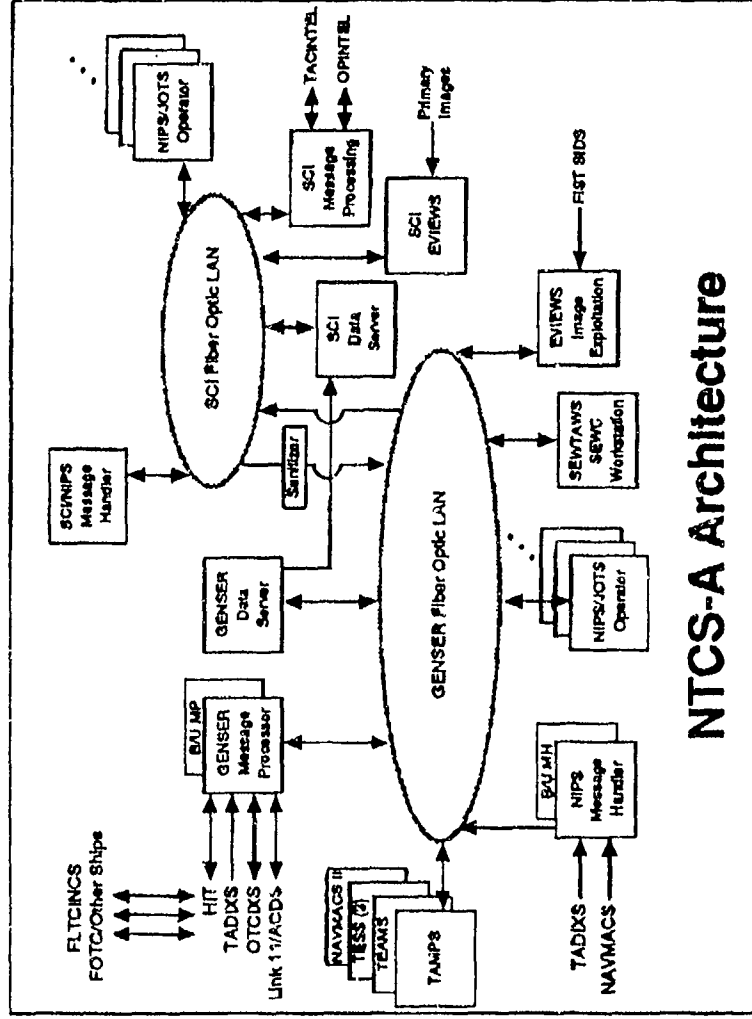 FLTCINCS
FOTC/Other Ships
HIT
TADIXS
OTCIXS
Link 11/ACDS
B/U MP
GENSER
Message
Processor
GENSER
Data
Server
SCI/NIPS
Message
Handler
Sanitizer
SCI Fiber Optic LAN
NIPS/JOTS
Operator
SCI
Message
Processing
TACINTEL
OPINTEL
SCI
EVIEWS
Primary
Images
SCI
Data
Server
GENSER Fiber Optic LAN
NAVMACS II
TESS (3)
TEAMS
TAMPS
TADIXS
NAVMACS
B/U MH
NIPS
Message
Handler
NIPS/JOTS
Operator
SEWTAWS
SEWC
Workstation
EVIEWS
Image
Exploitation
FIST SIDS
NTCS-A Architecture